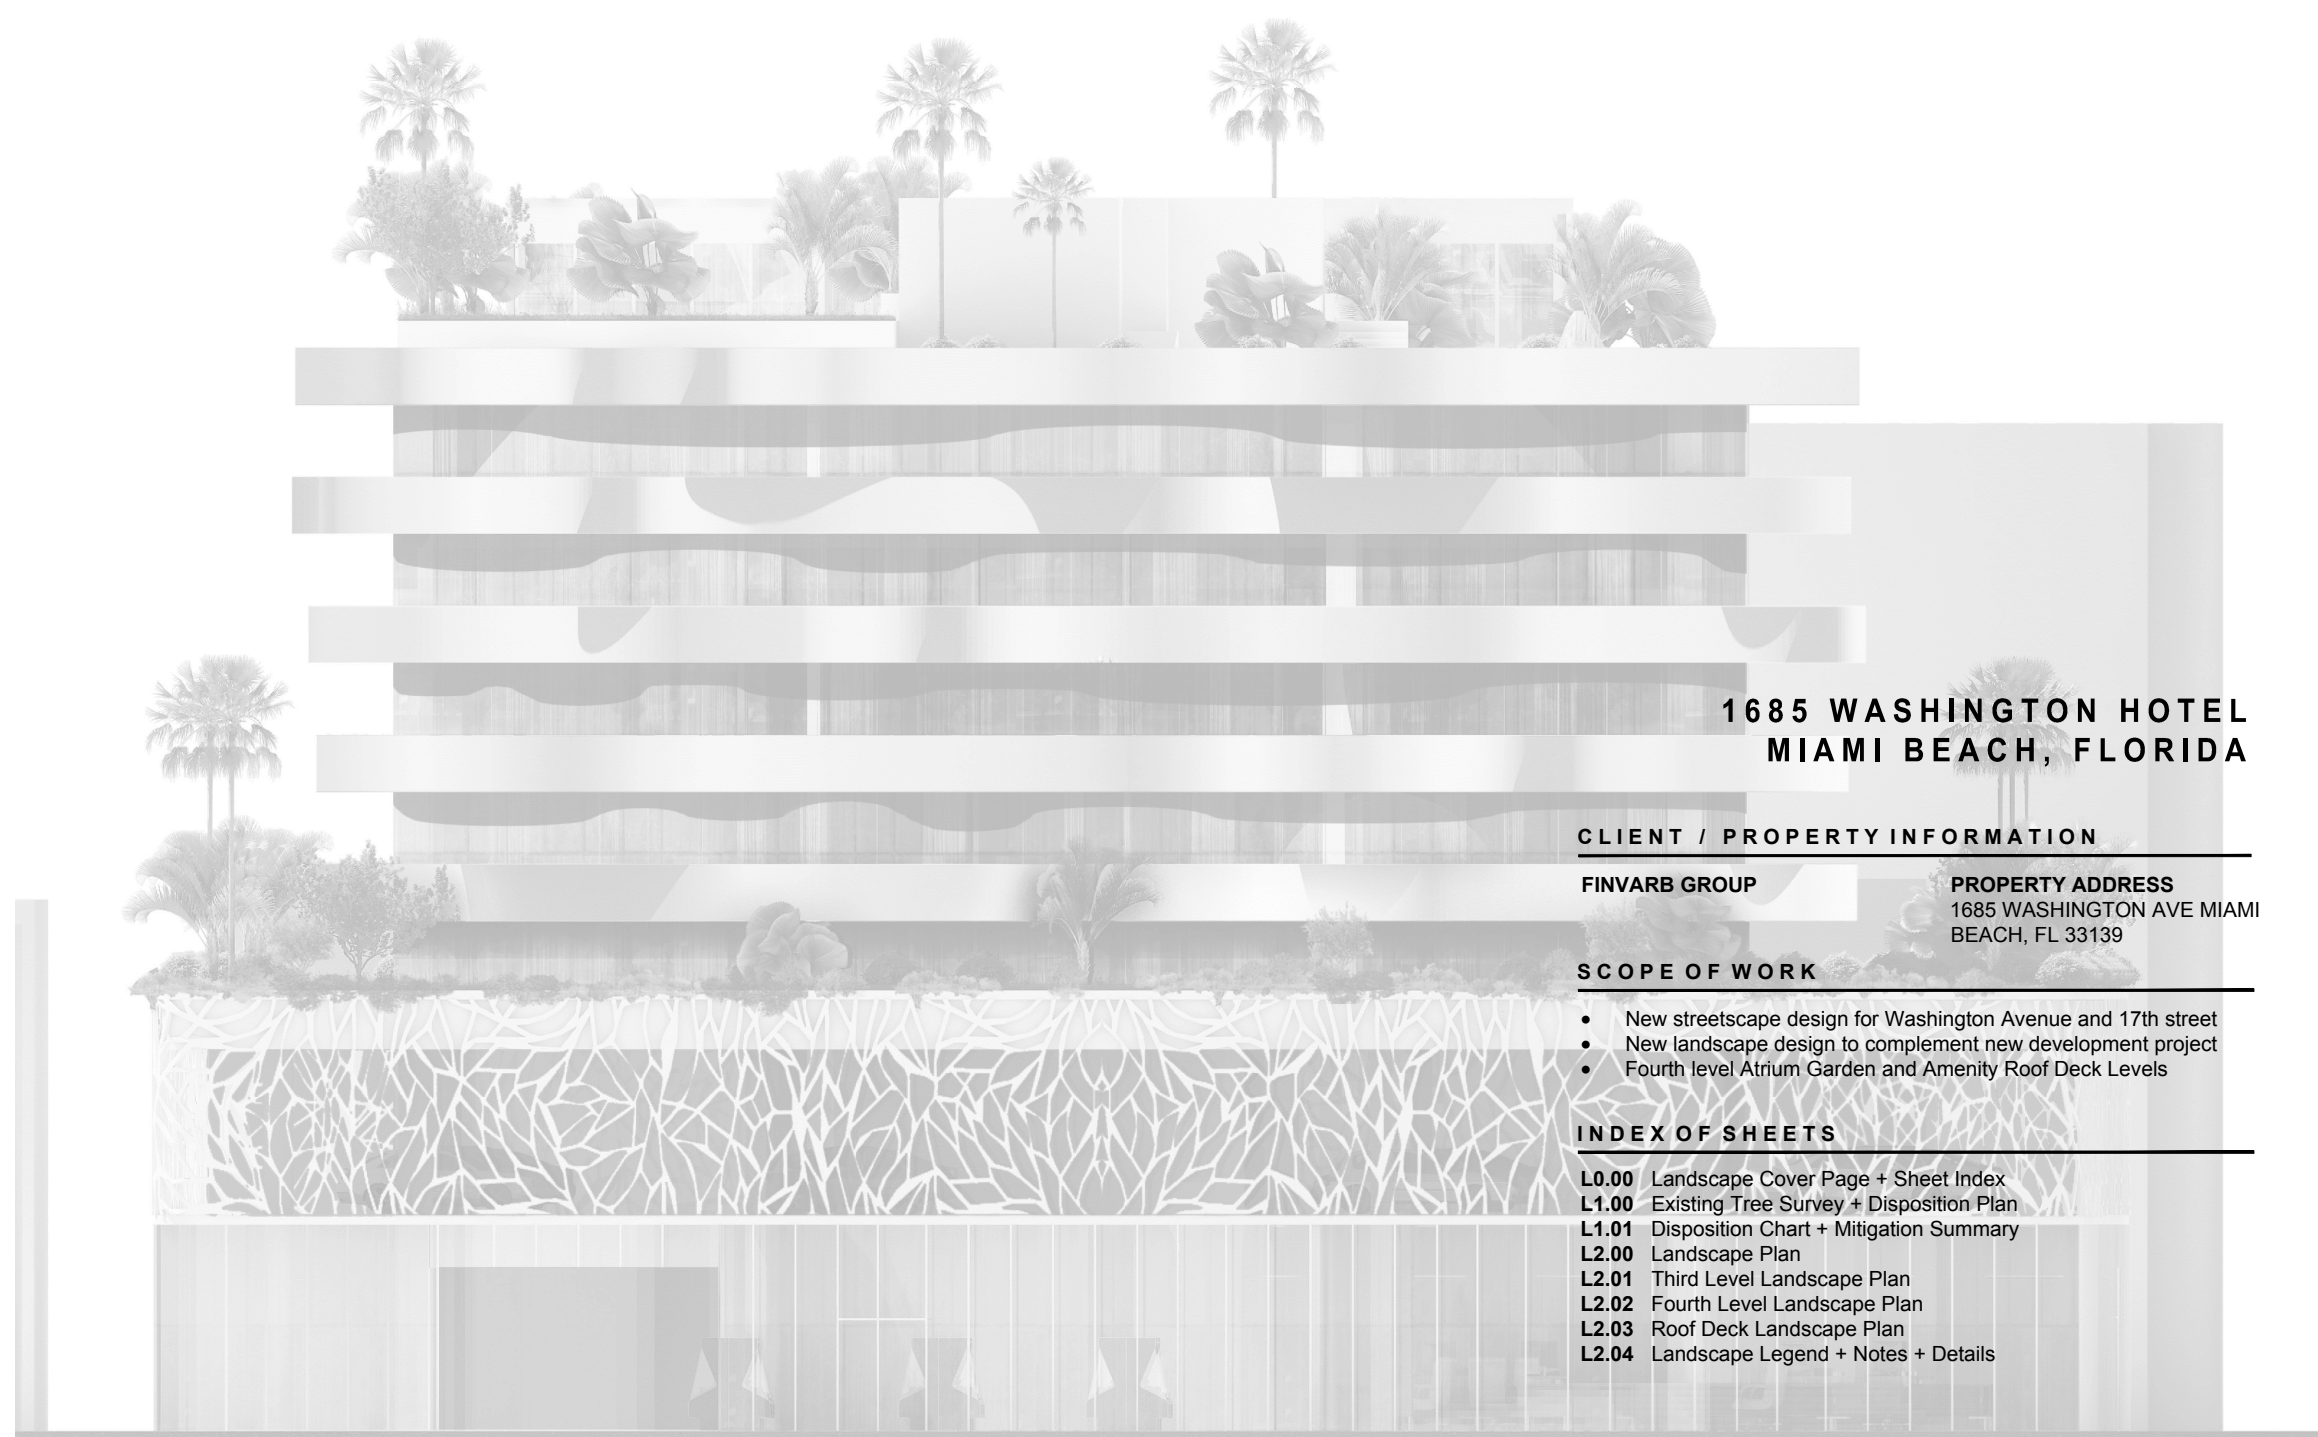 1685 WASHINGTON HOTEL
MIAMI BEACH, FLORIDA
CLIENT / PROPERTY INFORMATION
FINVARB GROUP
PROPERTY ADDRESS
1685 WASHINGTON AVE MIAMI
BEACH, FL 33139
SCOPE OF WORK
• New streetscape design for Washington Avenue and 17th street
• New landscape design to complement new development project
• Fourth level Atrium Garden and Amenity Roof Deck Levels
INDEX OF SHEETS
L0.00 Landscape Cover Page + Sheet Index
L1.00 Existing Tree Survey + Disposition Plan
L1.01 Disposition Chart + Mitigation Summary
L2.00 Landscape Plan
L2.01 Third Level Landscape Plan
L2.02 Fourth Level Landscape Plan
L2.03 Roof Deck Landscape Plan
L2.04 Landscape Legend + Notes + Details